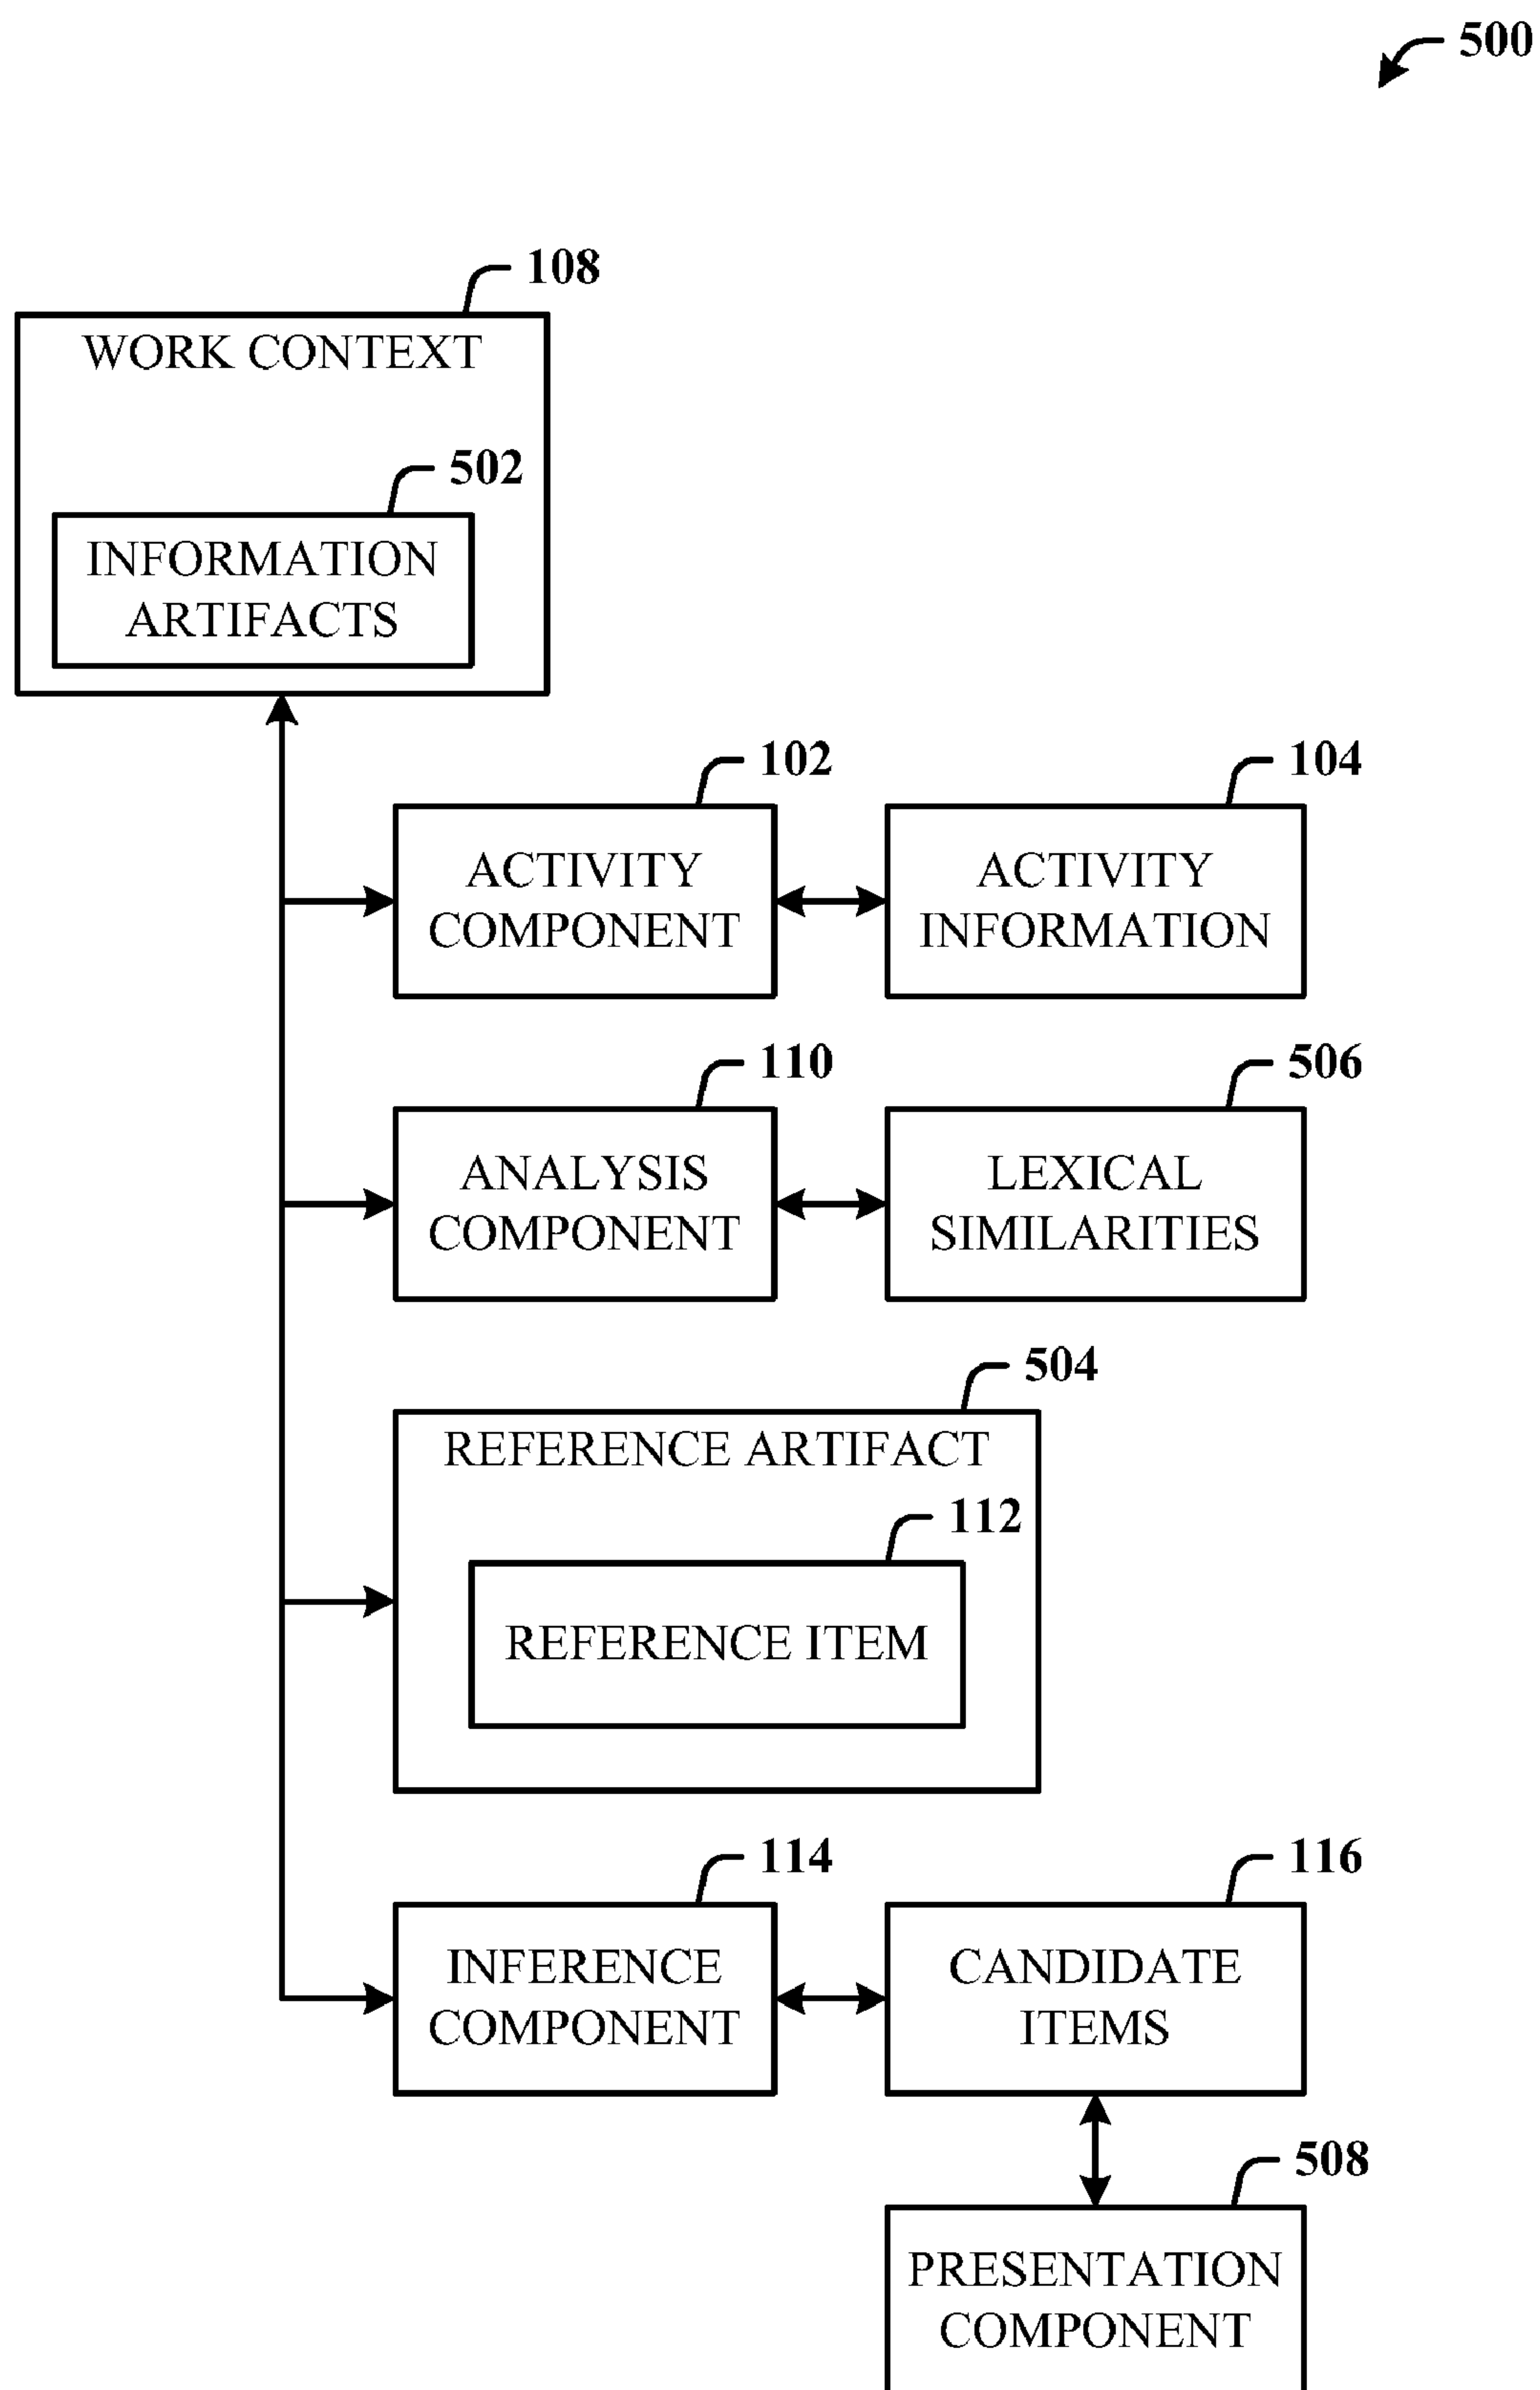 500
108
WORK CONTEXT
502
INFORMATION
ARTIFACTS
102
ACTIVITY
COMPONENT
104
ACTIVITY
INFORMATION
110
ANALYSIS
COMPONENT
506
LEXICAL
SIMILARITIES
504
REFERENCE ARTIFACT
112
REFERENCE ITEM
114
INFERENCE
COMPONENT
116
CANDIDATE
ITEMS
508
PRESENTATION
COMPONENT